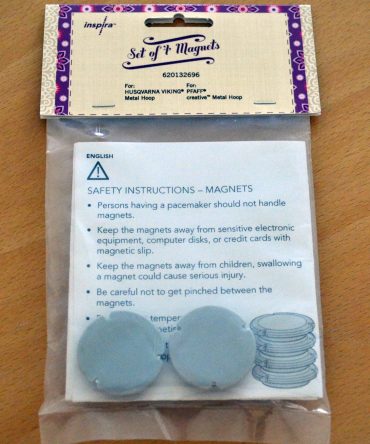 inspira™
Set of 4 Magnets
620132696
For:
HUSQVARNA VIKING®
Metal Hoop
For:
PFAFF®
creative™ Metal Hoop
ENGLISH
SAFETY INSTRUCTIONS – MAGNETS
• Persons having a pacemaker should not handle
magnets.
• Keep the magnets away from sensitive electronic
equipment, computer disks, or credit cards with
magnetic slip.
• Keep the magnets away from children, swallowing
a magnet could cause serious injury.
• Be careful not to get pinched between the
magnets.